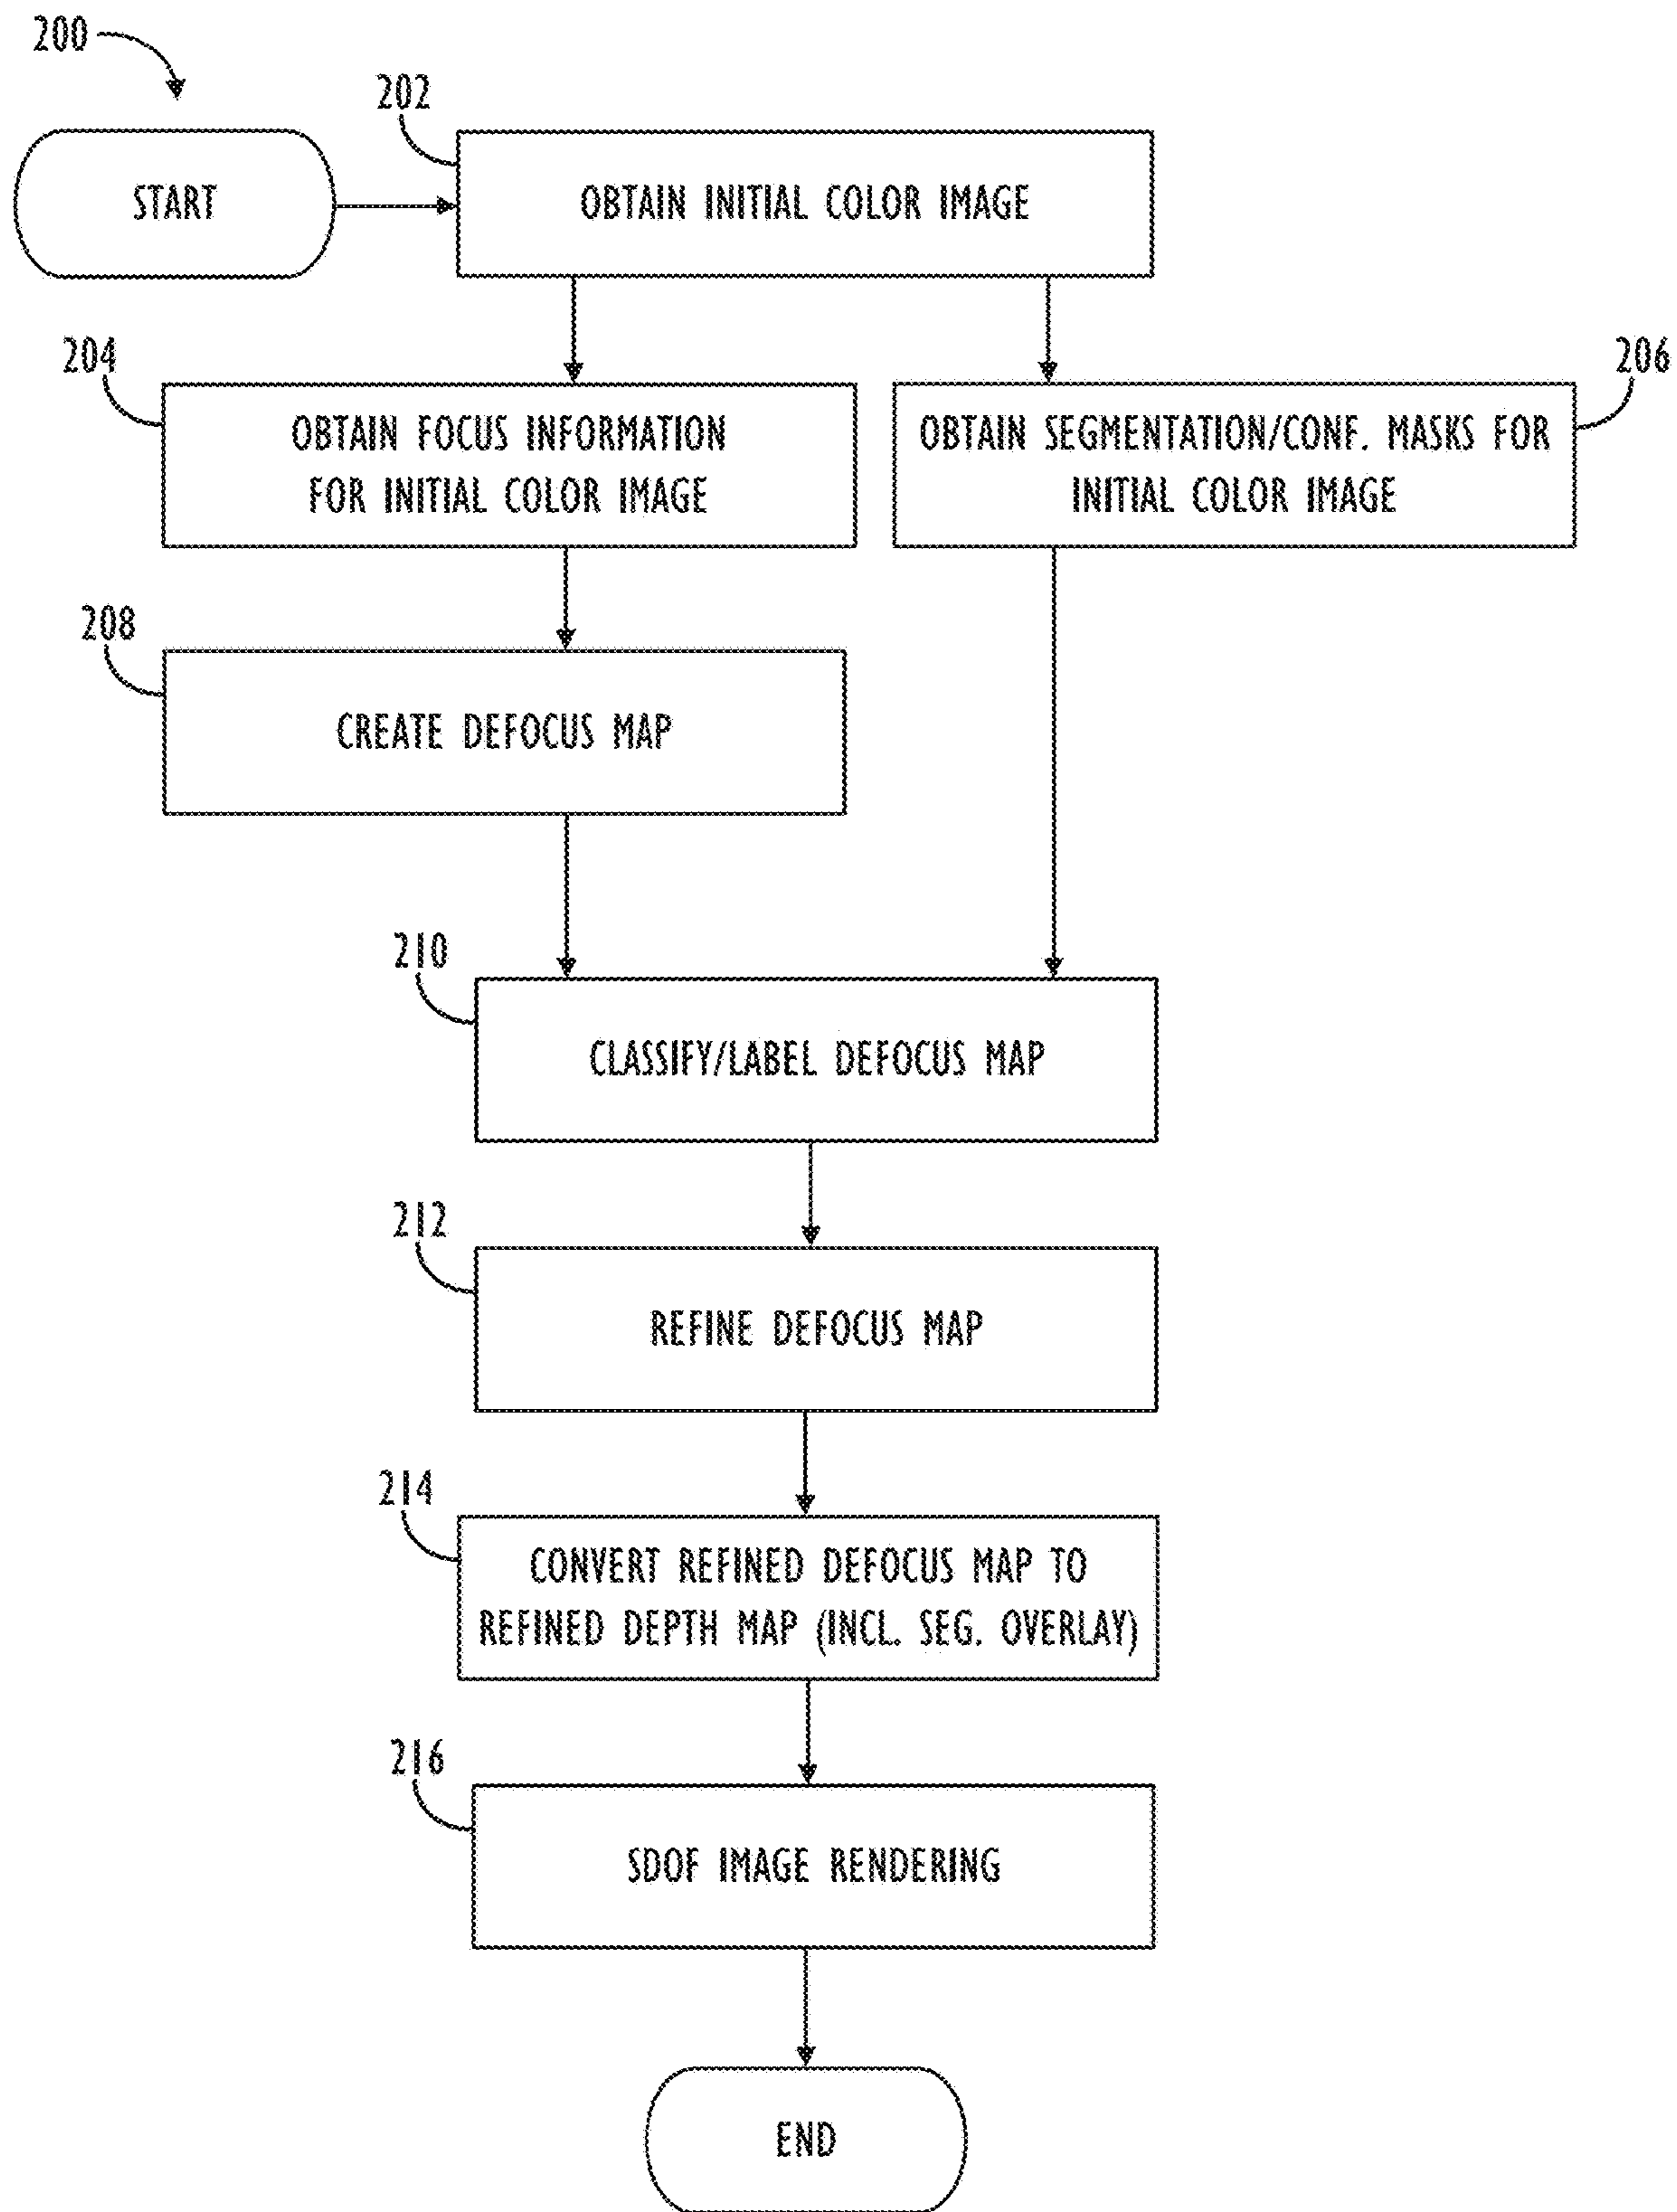 200
START
202
OBTAIN INITIAL COLOR IMAGE
204
OBTAIN FOCUS INFORMATION
FOR INITIAL COLOR IMAGE
206
OBTAIN SEGMENTATION/CONF. MASKS FOR
INITIAL COLOR IMAGE
208
CREATE DEFOCUS MAP
210
CLASSIFY/LABEL DEFOCUS MAP
212
REFINE DEFOCUS MAP
214
CONVERT REFINED DEFOCUS MAP TO
REFINED DEPTH MAP (INCL. SEG. OVERLAY)
216
SDOF IMAGE RENDERING
END